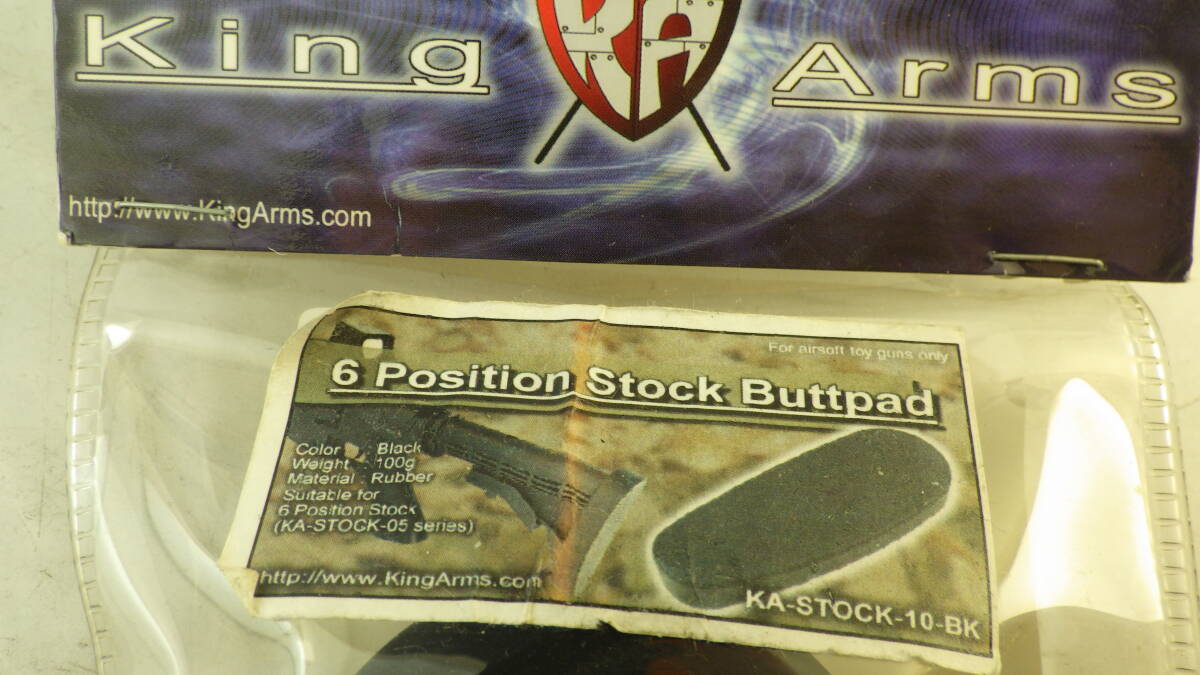 King KA Arms
http://www.KingArms.com
For airsoft toy guns only
6 Position Stock Buttpad
Color : Black
Weight : 100g
Material : Rubber
Suitable for
6 Position Stock
(KA-STOCK-05 series)
http://www.KingArms.com
KA-STOCK-10-BK